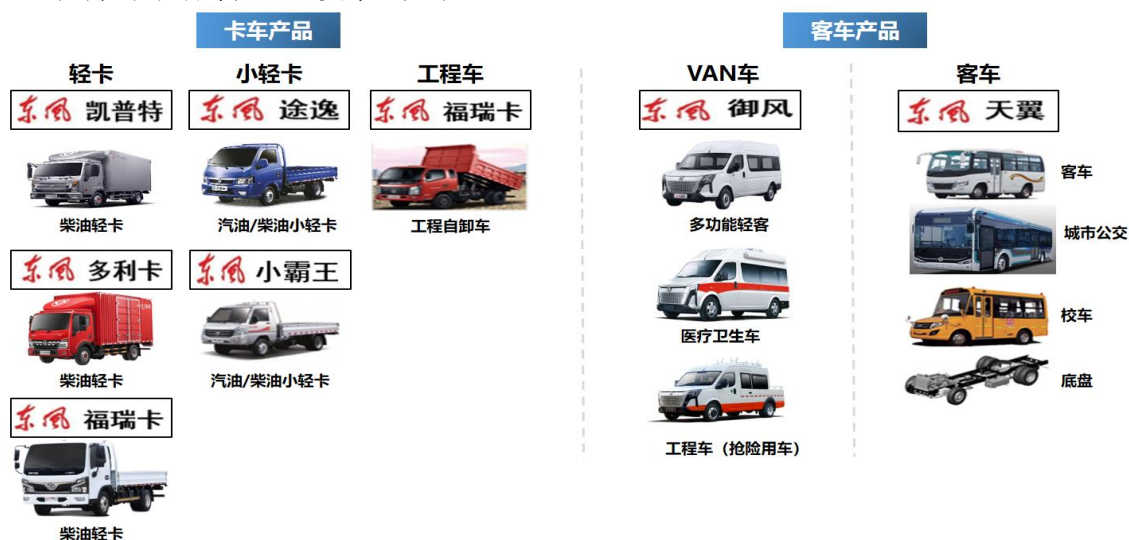 卡车产品
客车产品
轻卡
小轻卡
工程车
VAN车
客车
东风 凯普特
东风 途逸
东风 福瑞卡
东风 御风
东风 天翼
柴油轻卡
汽油/柴油小轻卡
工程自卸车
多功能轻客
客车
城市公交
东风 多利卡
东风 小霸王
柴油轻卡
汽油/柴油小轻卡
医疗卫生车
校车
底盘
东风 福瑞卡
柴油轻卡
工程车（抢险用车）